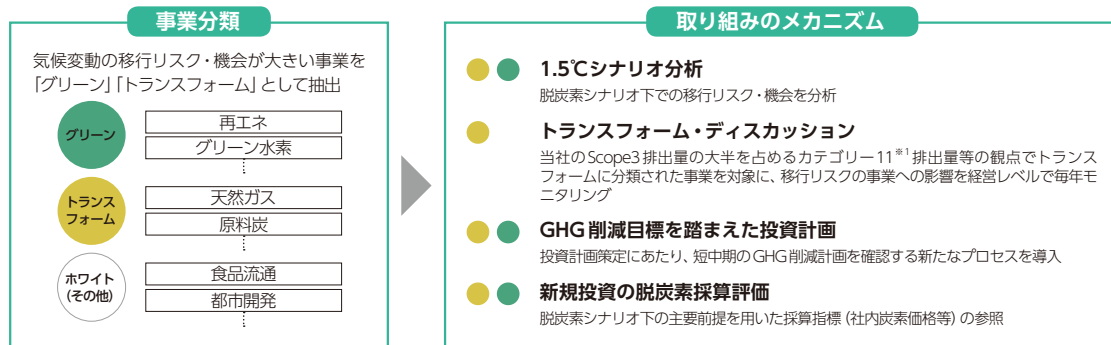 事業分類
気候変動の移行リスク・機会が大きい事業を
「グリーン」「トランスフォーム」として抽出
グリーン
再エネ
グリーン水素
トランス
フォーム
天然ガス
原料炭
ホワイト
(その他)
食品流通
都市開発
取り組みのメカニズム
1.5℃シナリオ分析
脱炭素シナリオ下での移行リスク・機会を分析
トランスフォーム・ディスカッション
当社のScope3排出量の大半を占めるカテゴリー11※1排出量等の観点でトランス
フォームに分類された事業を対象に、移行リスクの事業への影響を経営レベルで毎年モ
ニタリング
GHG削減目標を踏まえた投資計画
投資計画策定にあたり、短中期のGHG削減計画を確認する新たなプロセスを導入
新規投資の脱炭素採算評価
脱炭素シナリオ下の主要前提を用いた採算指標(社内炭素価格等)の参照